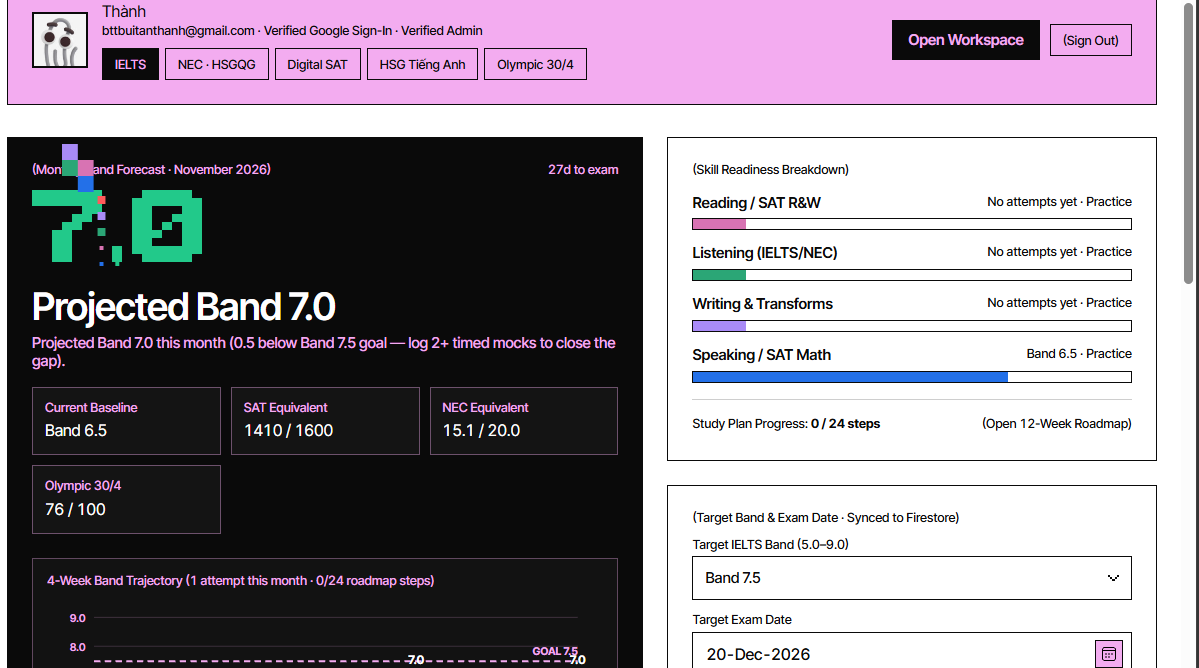 Thành
bttbuitanthanh@gmail.com · Verified Google Sign-In · Verified Admin
IELTS
NEC · HSGQG
Digital SAT
HSG Tiếng Anh
Olympic 30/4
Open Workspace
(Sign Out)
(Mon and Forecast · November 2026)
27d to exam
7.0
Projected Band 7.0
Projected Band 7.0 this month (0.5 below Band 7.5 goal — log 2+ timed mocks to close the
gap).
Current Baseline
Band 6.5
SAT Equivalent
1410 / 1600
NEC Equivalent
15.1 / 20.0
Olympic 30/4
76 / 100
4-Week Band Trajectory (1 attempt this month · 0/24 roadmap steps)
9.0
8.0
GOAL 7.5
7.0
7.0
(Skill Readiness Breakdown)
Reading / SAT R&W
No attempts yet · Practice
Listening (IELTS/NEC)
No attempts yet · Practice
Writing & Transforms
No attempts yet · Practice
Speaking / SAT Math
Band 6.5 · Practice
Study Plan Progress: 0 / 24 steps
(Open 12-Week Roadmap)
(Target Band & Exam Date · Synced to Firestore)
Target IELTS Band (5.0–9.0)
Band 7.5
Target Exam Date
20-Dec-2026